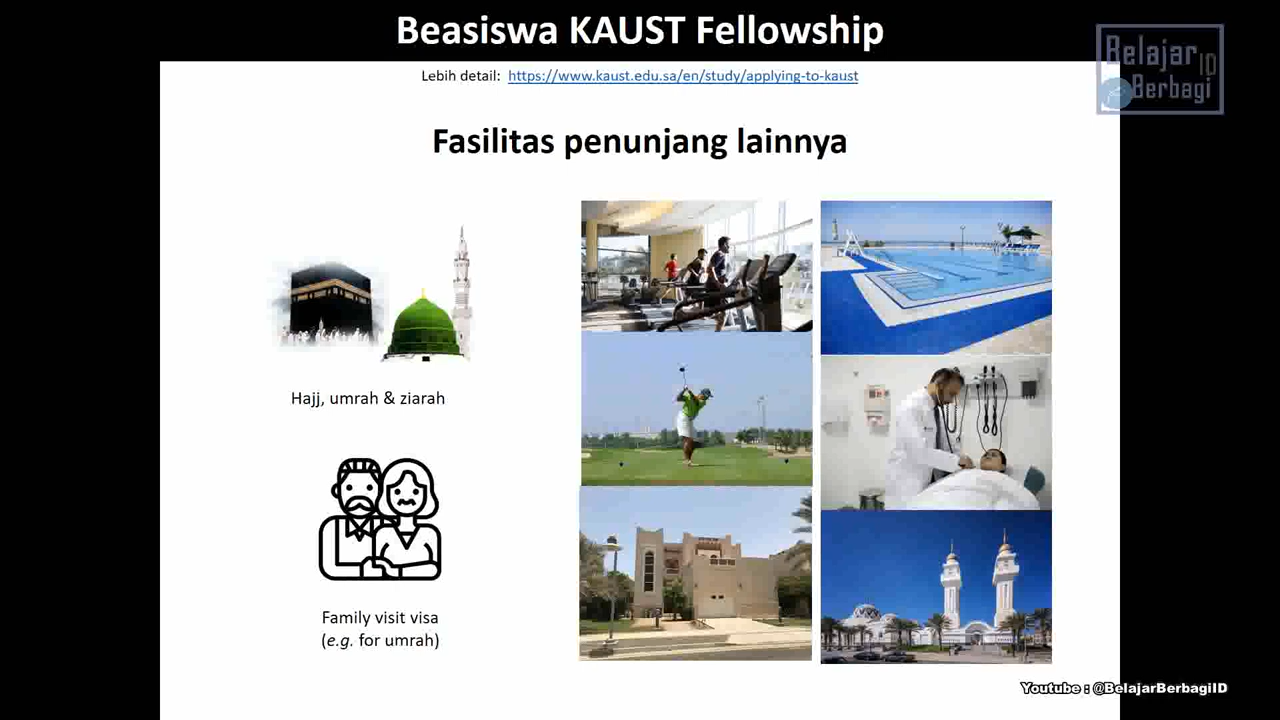 Beasiswa KAUST Fellowship
Lebih detail: https://www.kaust.edu.sa/en/study/applying-to-kaust
Belajar ID
Berbagi
Fasilitas penunjang lainnya
Hajj, umrah & ziarah
Family visit visa
(e.g. for umrah)
Youtube : @BelajarBerbagiID